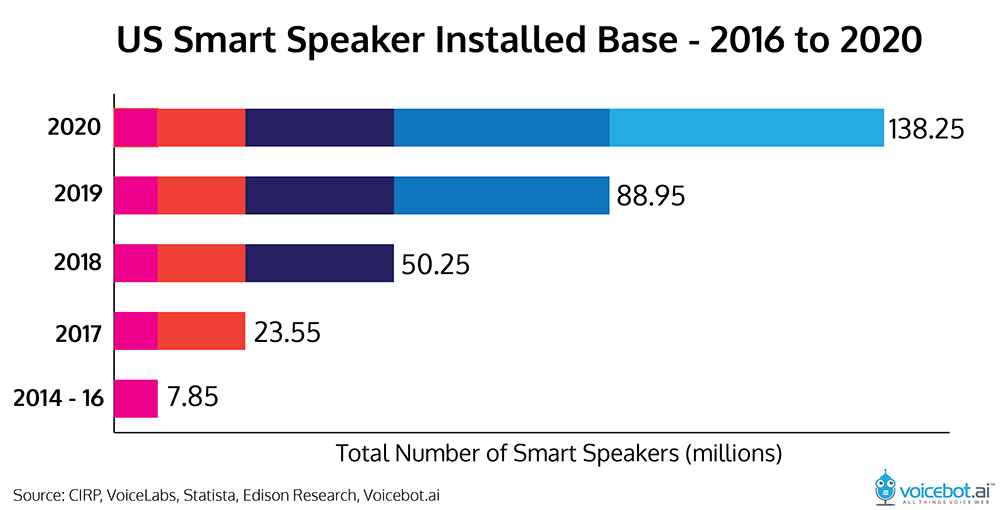 US Smart Speaker Installed Base - 2016 to 2020
2020 138.25
2019 88.95
2018 50.25
2017 23.55
2014 - 16 7.85
Total Number of Smart Speakers (millions)
Source: CIRP, VoiceLabs, Statista, Edison Research, Voicebot.ai
voicebot.ai™
ALL THINGS VOICE WEB